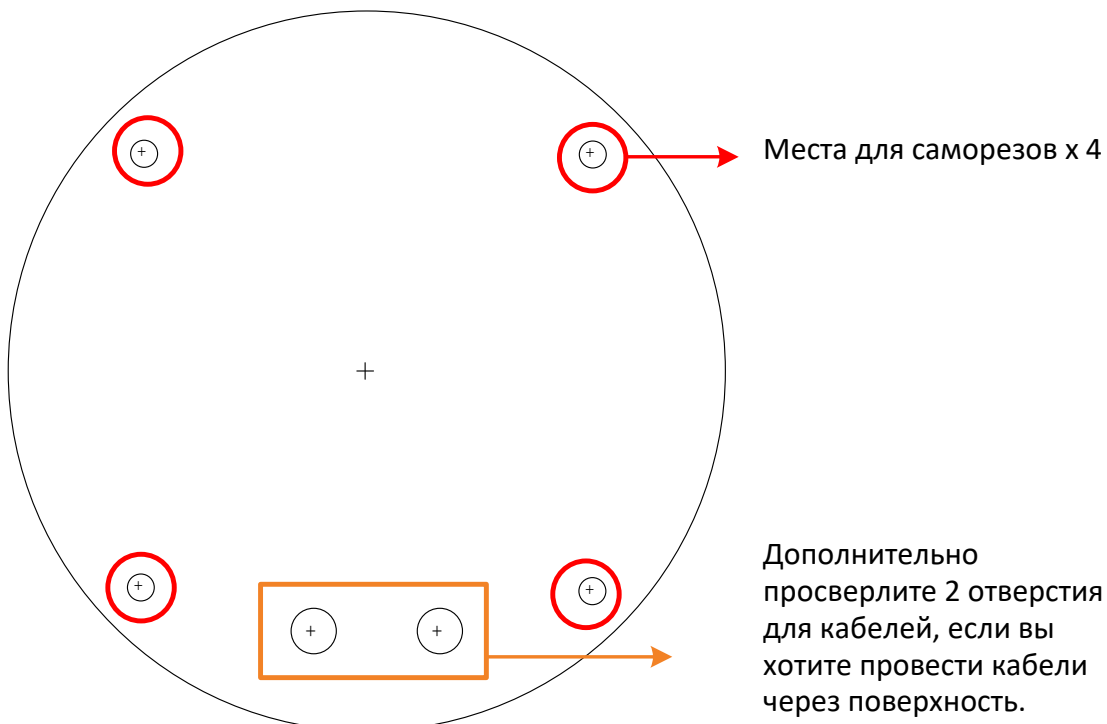 Места для саморезов x 4
Дополнительно
просверлите 2 отверстия
для кабелей, если вы
хотите провести кабели
через поверхность.